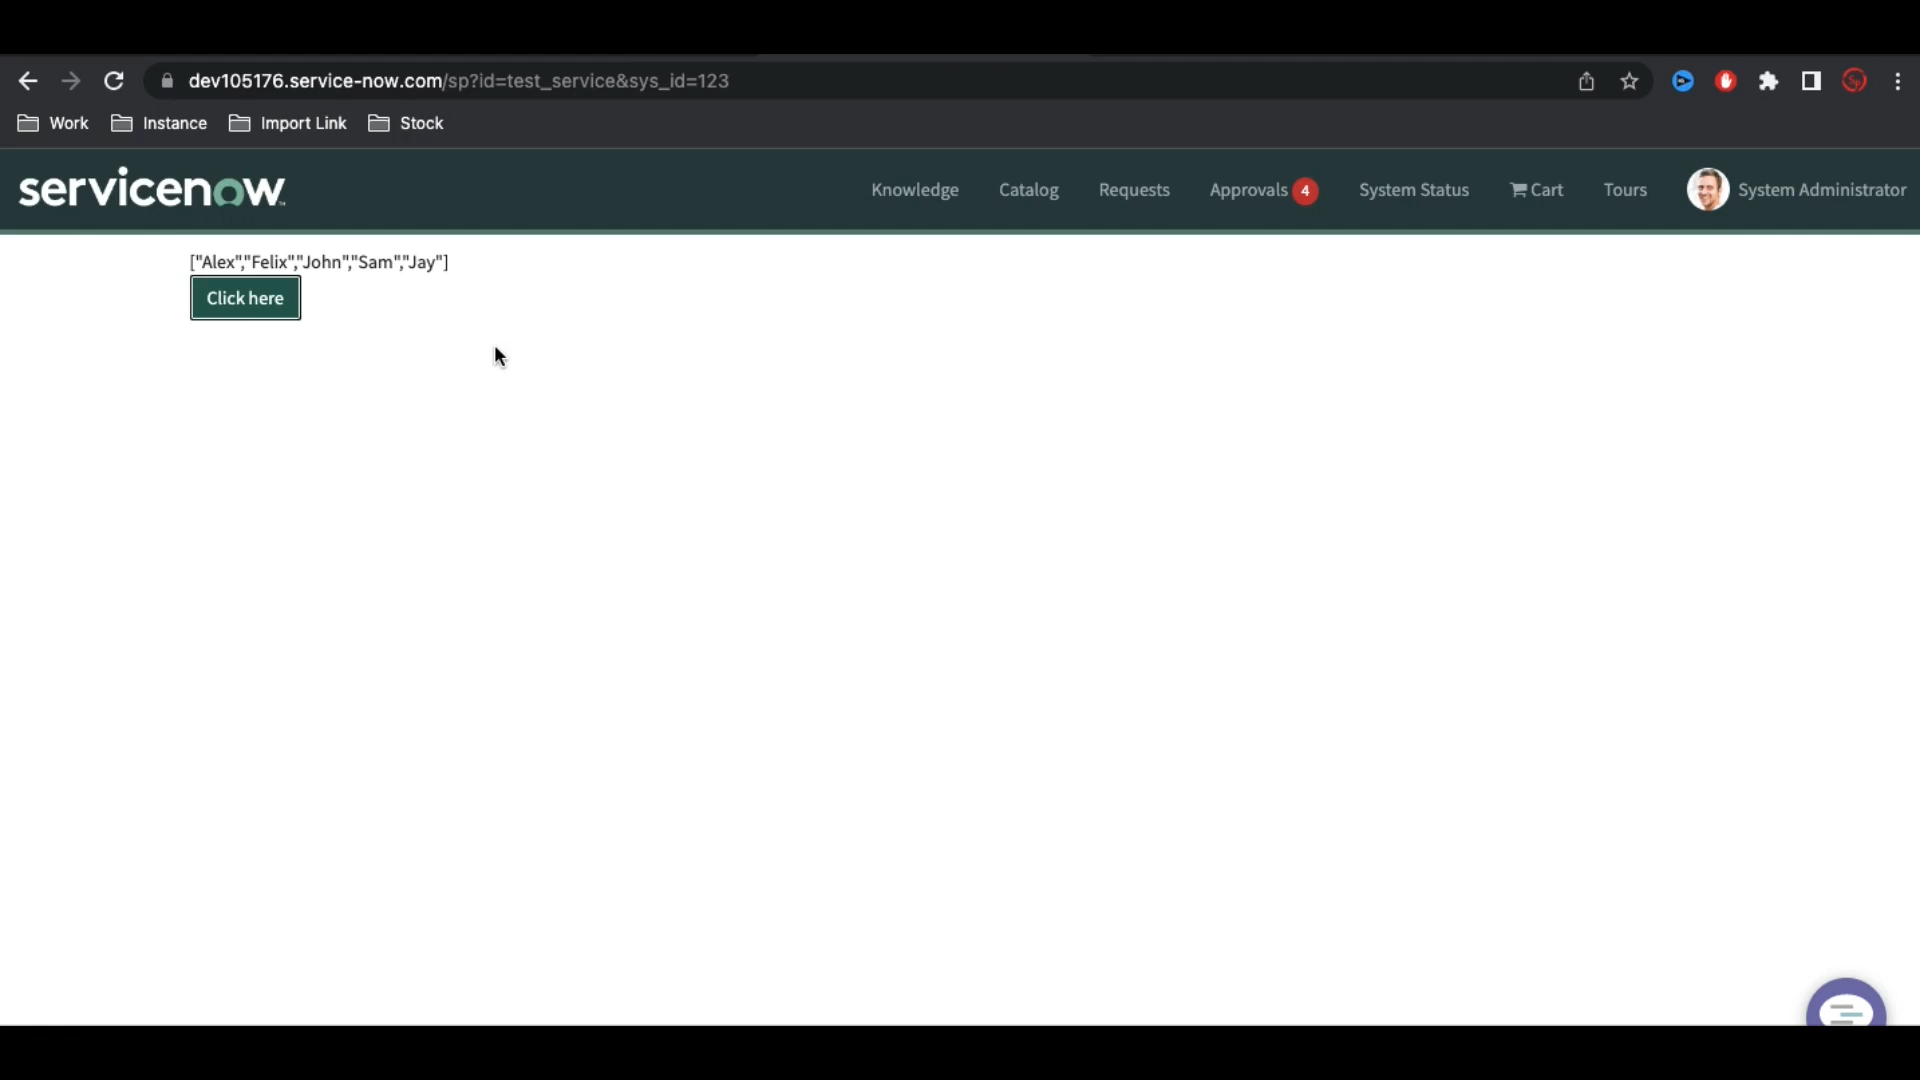 dev105176.service-now.com/sp?id=test_service&sys_id=123
Work Instance Import Link Stock
servicenow
Knowledge Catalog Requests Approvals 4 System Status Cart Tours System Administrator
["Alex","Felix","John","Sam","Jay"]
Click here